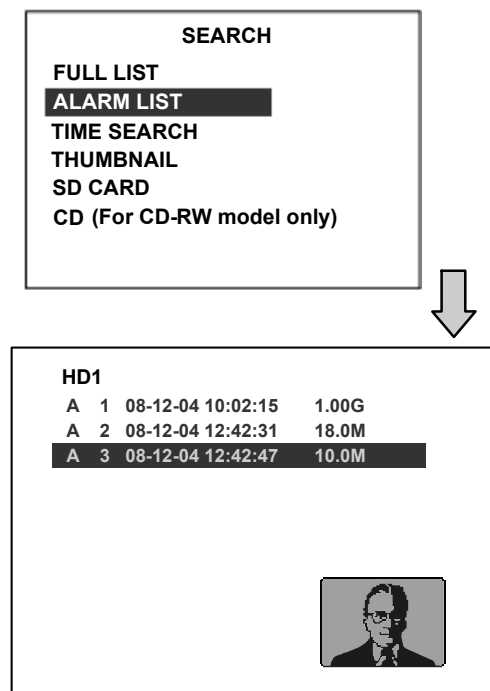 SEARCH
FULL LIST
ALARM LIST
TIME SEARCH
THUMBNAIL
SD CARD
CD (For CD-RW model only)
HD1
A 1 08-12-04 10:02:15 1.00G
A 2 08-12-04 12:42:31 18.0M
A 3 08-12-04 12:42:47 10.0M